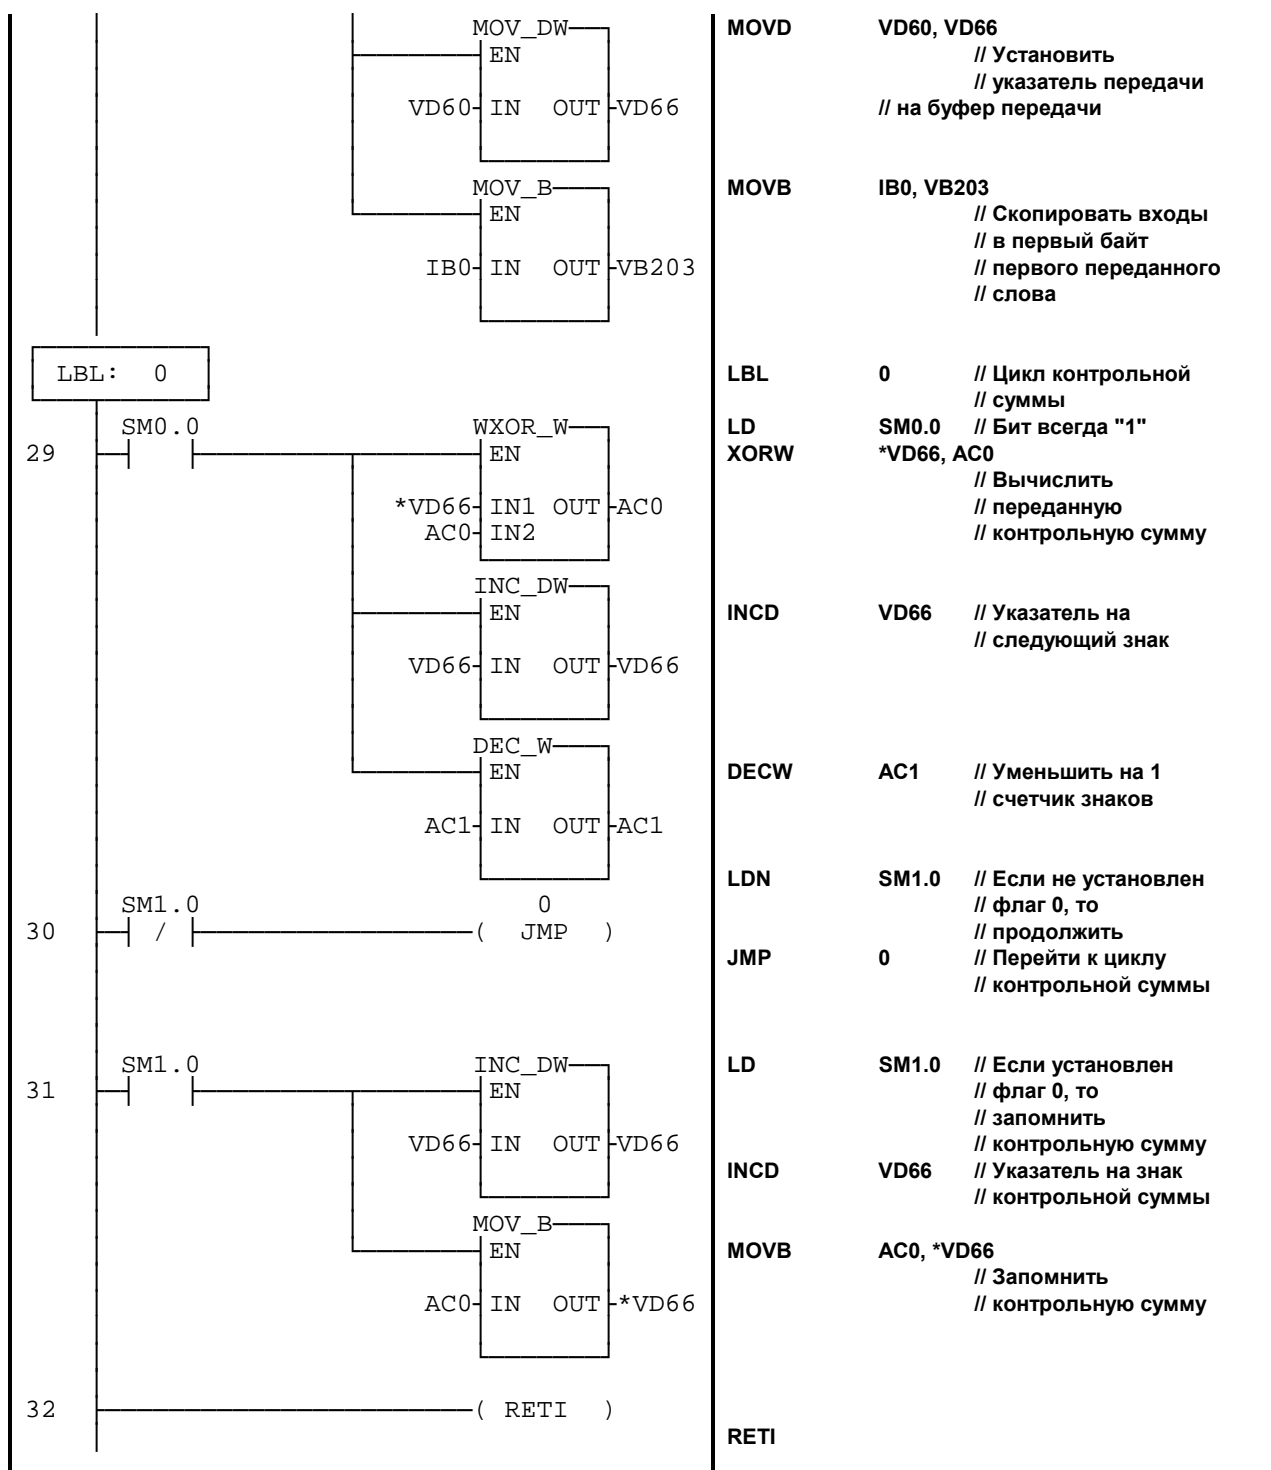 MOV_DW MOVD VD60, VD66
EN // Установить
// указатель передачи
VD60 IN OUT VD66 // на буфер передачи
MOV_B MOVB IB0, VB203
EN // Скопировать входы
// в первый байт
IB0 IN OUT VB203 // первого переданного
// слова
LBL: 0 LBL 0 // Цикл контрольной
// суммы
SM0.0 WXOR_W LD SM0.0 // Бит всегда "1"
29 EN XORW *VD66, AC0
// Вычислить
*VD66 IN1 OUT AC0 // переданную
AC0 IN2 // контрольную сумму
INC_DW
EN INCD VD66 // Указатель на
// следующий знак
VD66 IN OUT VD66
DEC_W
EN DECW AC1 // Уменьшить на 1
// счетчик знаков
AC1 IN OUT AC1
LDN SM1.0 // Если не установлен
SM1.0 0 // флаг 0, то
30 / ( JMP ) // продолжить
JMP 0 // Перейти к циклу
// контрольной суммы
SM1.0 INC_DW LD SM1.0 // Если установлен
31 EN // флаг 0, то
// запомнить
VD66 IN OUT VD66 // контрольную сумму
INCD VD66 // Указатель на знак
// контрольной суммы
MOV_B
EN MOVB AC0, *VD66
// Запомнить
AC0 IN OUT *VD66 // контрольную сумму
32 ( RETI )
RETI